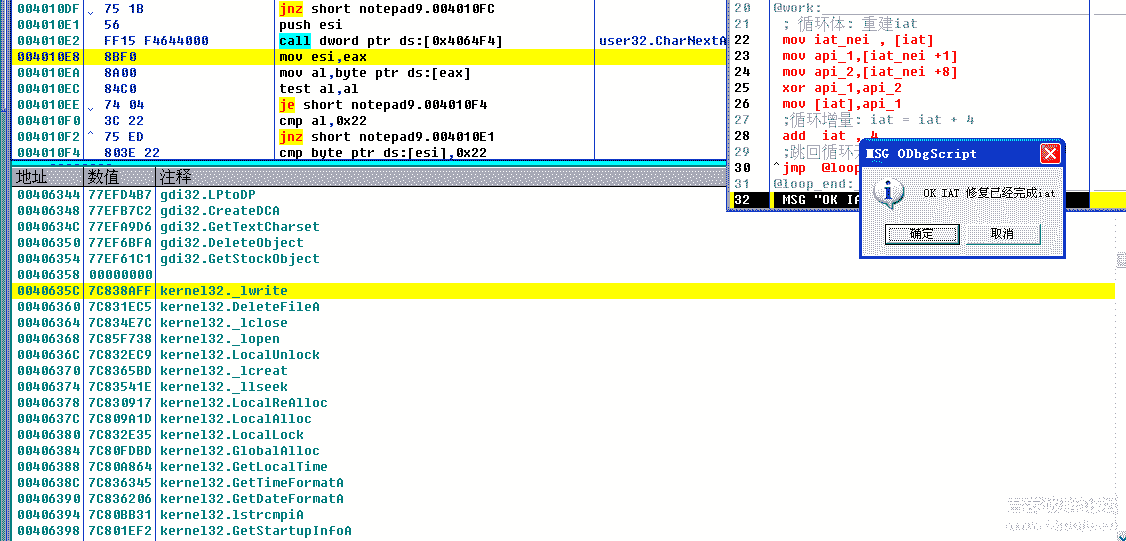 004010DF 75 1B jnz short notepad9.004010FC
004010E1 56 push esi
004010E2 FF15 F4644000 call dword ptr ds:[0x4064F4] user32.CharNextA
004010E8 8BF0 mov esi,eax
004010EA 8A00 mov al,byte ptr ds:[eax]
004010EC 84C0 test al,al
004010EE 74 04 je short notepad9.004010F4
004010F0 3C 22 cmp al,0x22
004010F2 ^ 75 ED jnz short notepad9.004010E1
004010F4 803E 22 cmp byte ptr ds:[esi],0x22
20 @work:
21 ; 循环体: 重建iat
22 mov iat_nei , [iat]
23 mov api_1,[iat_nei +1]
24 mov api_2,[iat_nei +8]
25 xor api_1,api_2
26 mov [iat],api_1
27 ;循环增量: iat = iat + 4
28 add iat , 4
29 ;跳回循环
30 ^jmp @loop
31 @loop_end:
32 MSG "OK IA
MSG ODbgScript
OK IAT 修复已经完成iat
确定 取消
地址 数值 注释
00406344 77EFD4B7 gdi32.LPtoDP
00406348 77EFB7C2 gdi32.CreateDCA
0040634C 77EFA9D6 gdi32.GetTextCharset
00406350 77EF6BFA gdi32.DeleteObject
00406354 77EF61C1 gdi32.GetStockObject
00406358 00000000
0040635C 7C838AFF kernel32._lwrite
00406360 7C831EC5 kernel32.DeleteFileA
00406364 7C834E7C kernel32._lclose
00406368 7C85F738 kernel32._lopen
0040636C 7C832EC9 kernel32.LocalUnlock
00406370 7C8365BD kernel32._lcreat
00406374 7C83541E kernel32._llseek
00406378 7C830917 kernel32.LocalReAlloc
0040637C 7C809A1D kernel32.LocalAlloc
00406380 7C832E35 kernel32.LocalLock
00406384 7C80FDBD kernel32.GlobalAlloc
00406388 7C80A864 kernel32.GetLocalTime
0040638C 7C836345 kernel32.GetTimeFormatA
00406390 7C836206 kernel32.GetDateFormatA
00406394 7C80BB31 kernel32.lstrcmpiA
00406398 7C801EF2 kernel32.GetStartupInfoA